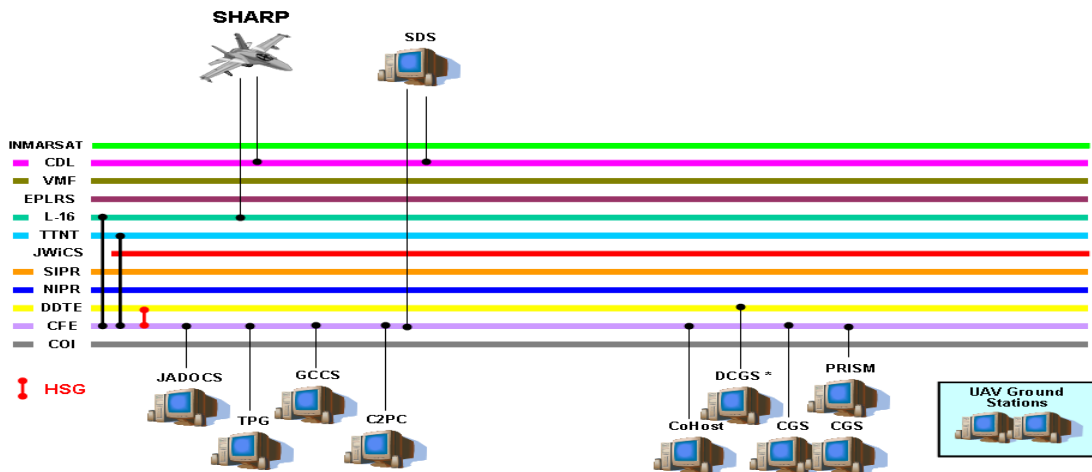 SHARP
SDS
INMARSAT
CDL
VMF
EPLRS
L-16
TTNT
JWiCS
SIPR
NIPR
DDTE
CFE
COI
HSG
JADOCS
TPG
GCCS
C2PC
CoHost
DCGS *
CGS
PRISM
CGS
UAV Ground
Stations